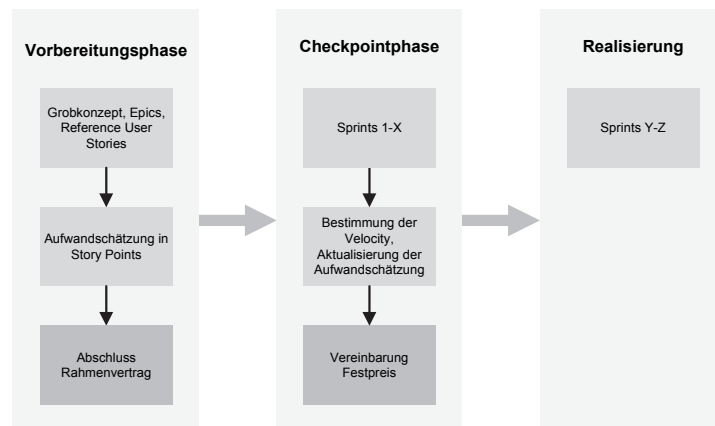 Vorbereitungsphase
Grobkonzept, Epics,
Reference User
Stories
Aufwandschätzung in
Story Points
Abschluss
Rahmenvertrag
Checkpointphase
Sprints 1-X
Bestimmung der
Velocity,
Aktualisierung der
Aufwandschätzung
Vereinbarung
Festpreis
Realisierung
Sprints Y-Z